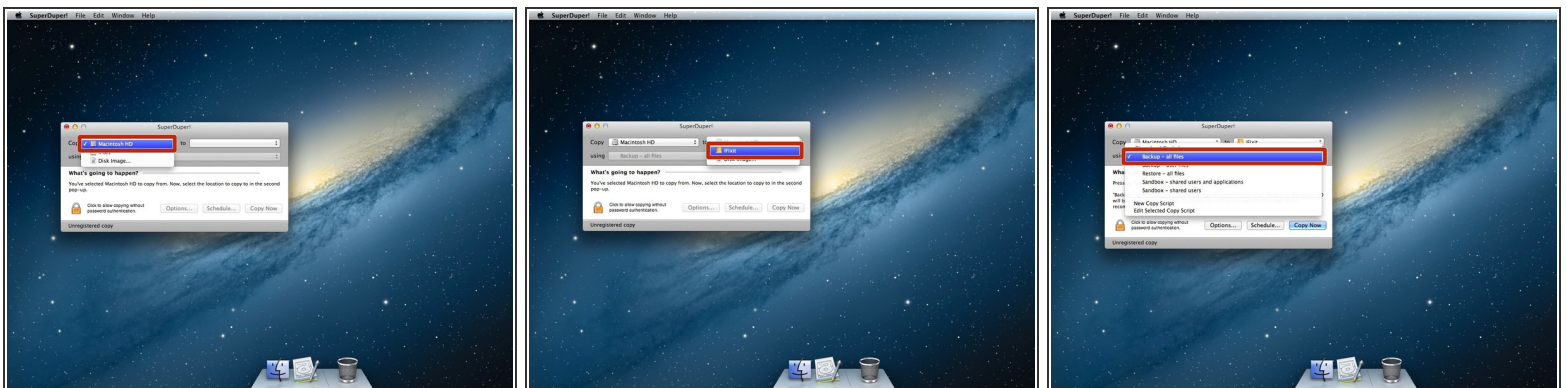 SuperDuper! File Edit Window Help
SuperDuper!
✓ Macintosh HD to
using
Disk Image...
What's going to happen?
You've selected Macintosh HD to copy from. Now, select the location to copy to in the second
pop-up.
Click to allow copying without
password authentication.
Options... Schedule... Copy Now
Unregistered copy
SuperDuper! File Edit Window Help
SuperDuper!
Copy Macintosh HD
iFixit
using Backup - all files
What's going to happen?
You've selected Macintosh HD to copy from. Now, select the location to copy to in the second
pop-up.
Click to allow copying without
password authentication.
Options... Schedule... Copy Now
Unregistered copy
SuperDuper! File Edit Window Help
SuperDuper!
Copy Macintosh HD to iFixit
✓ Backup - all files
Restore - all files
Sandbox - shared users and applications
Sandbox - shared users
New Copy Script
Edit Selected Copy Script
Click to allow copying without
password authentication.
Options... Schedule... Copy Now
Unregistered copy